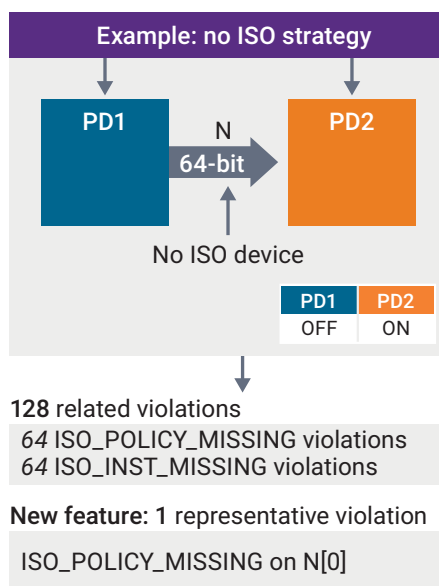 Example: no ISO strategy
PD1
PD2
N
64-bit
No ISO device
PD1 PD2
OFF ON
128 related violations
64 ISO_POLICY_MISSING violations
64 ISO_INST_MISSING violations
New feature: 1 representative violation
ISO_POLICY_MISSING on N[0]